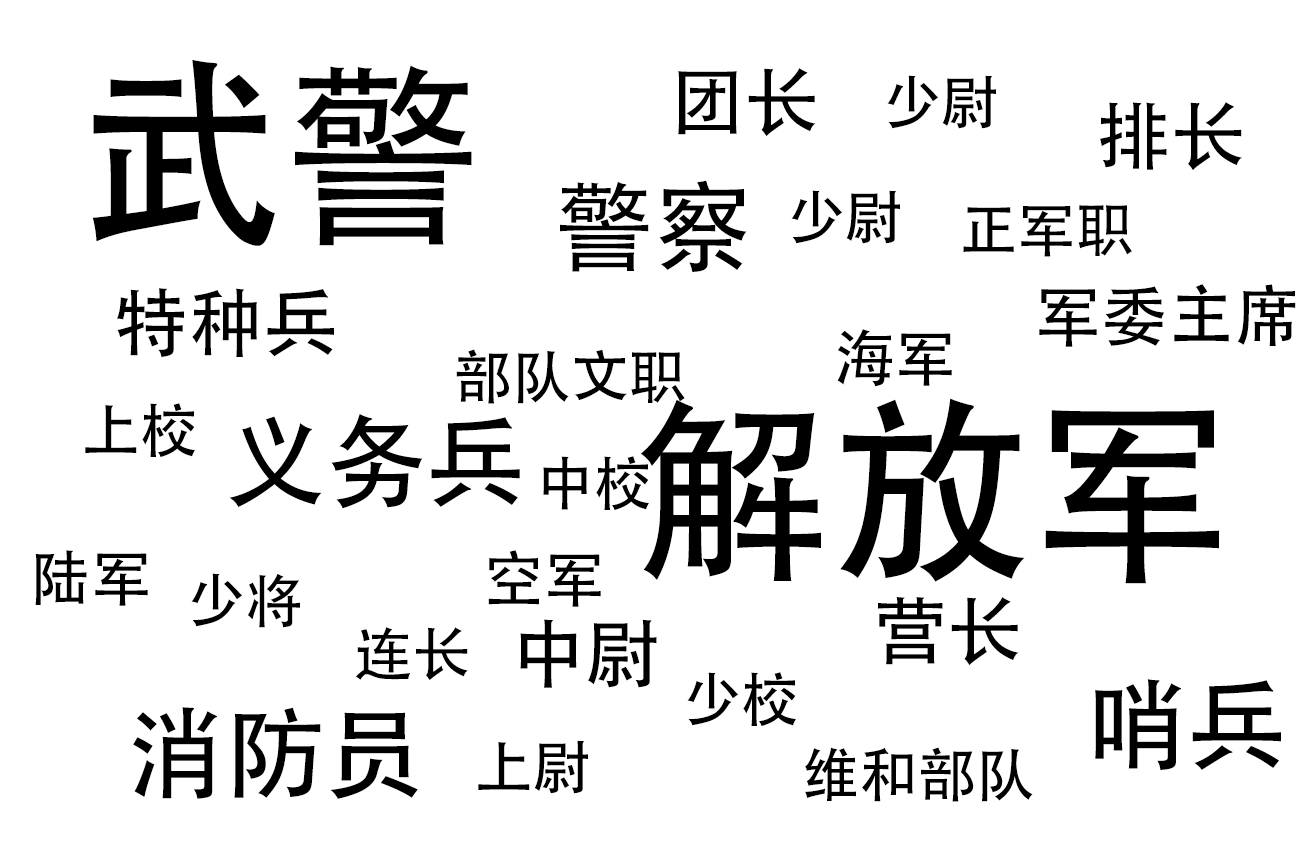 武警
团长
少尉
排长
警察
少尉
正军职
特种兵
军委主席
海军
部队文职
上校
义务兵
中校
解放军
陆军
少将
空军
连长
中尉
营长
少校
哨兵
消防员
上尉
维和部队